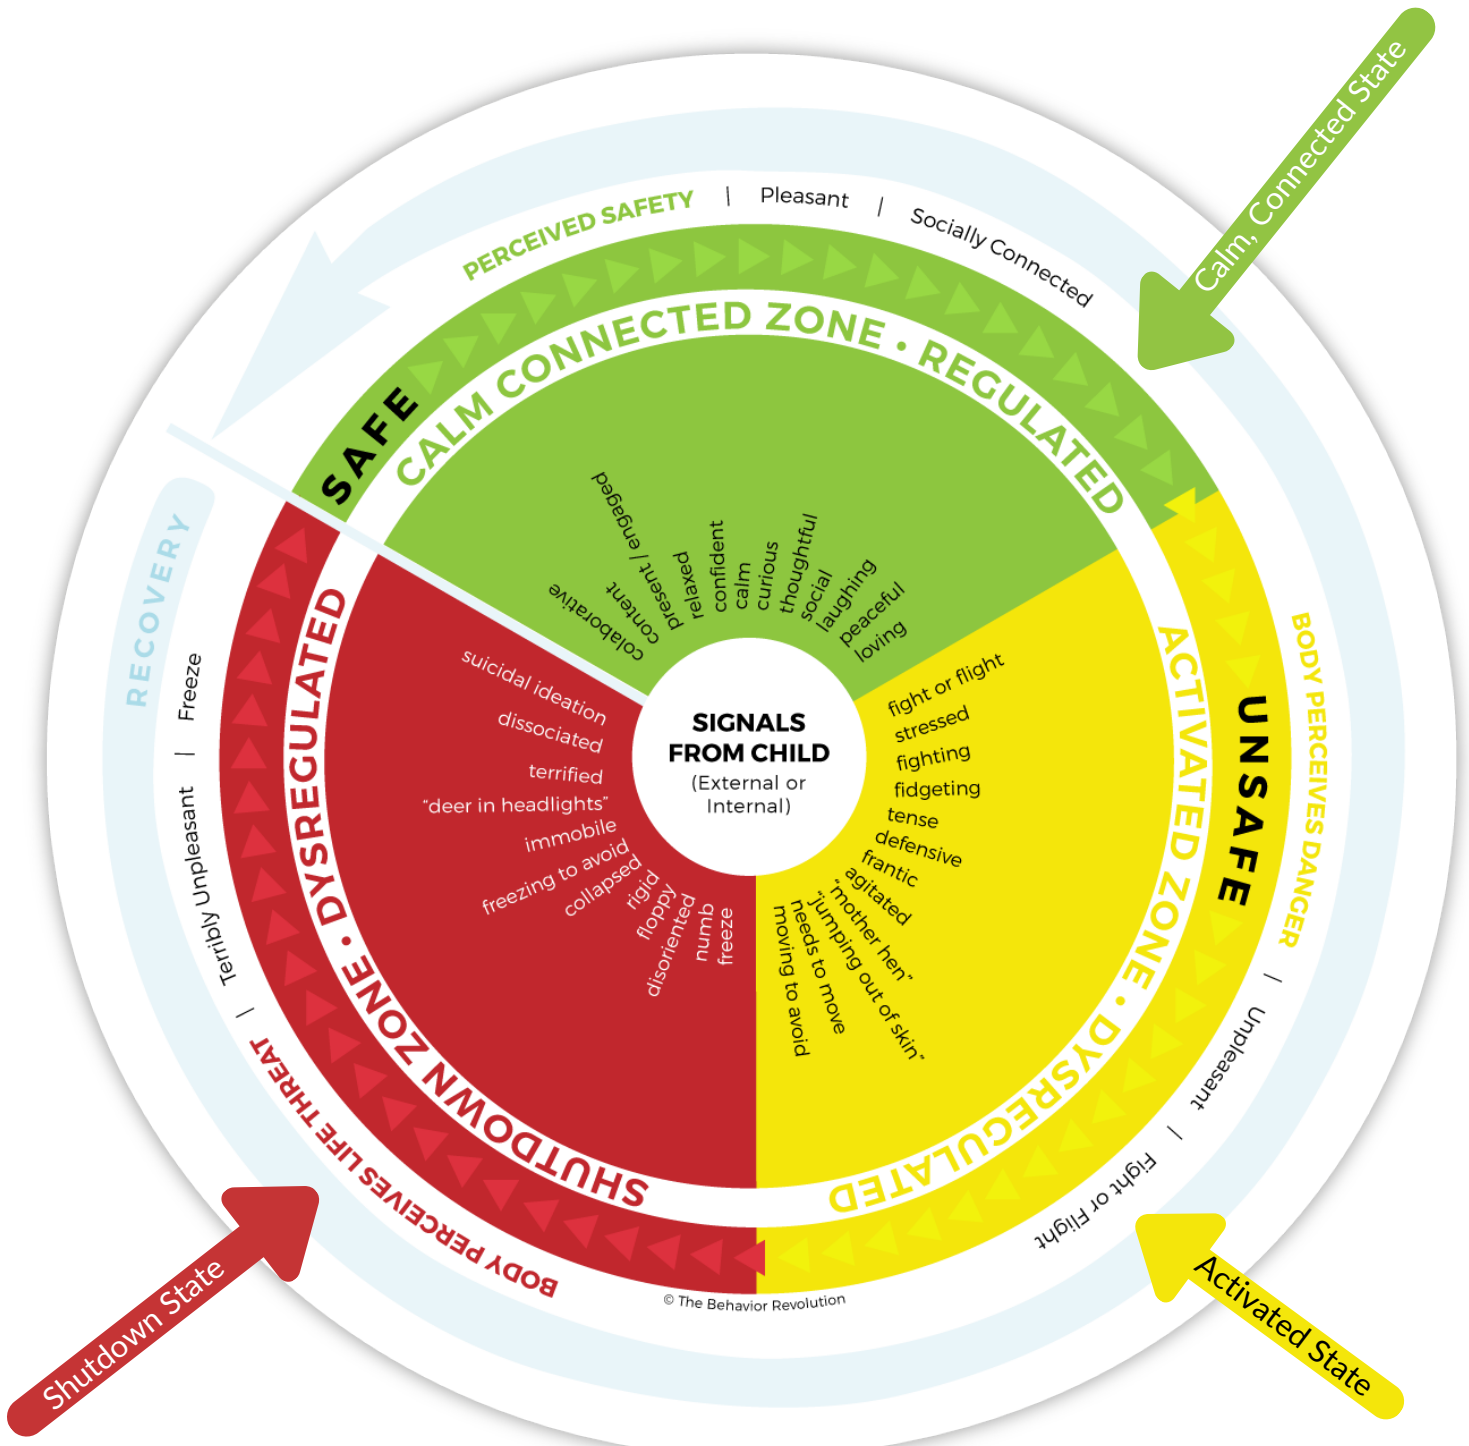 Calm, Connected State
PERCEIVED SAFETY | Pleasant | Socially Connected
SAFE
CALM CONNECTED ZONE • REGULATED
colaborative
content
present / engaged
relaxed
confident
calm
curious
thoughtful
social
laughing
peaceful
loving
UNSAFE
BODY PERCEIVES DANGER | Unpleasant | Fight or Flight
ACTIVATED ZONE • DYSREGULATED
fight or flight
stressed
fighting
fidgeting
tense
defensive
frantic
agitated
“mother hen”
“jumping out of skin”
needs to move
moving to avoid
Activated State
BODY PERCEIVES LIFE THREAT | Terribly Unpleasant | Freeze
SHUTDOWN ZONE • DYSREGULATED
freeze
numb
disoriented
floppy
rigid
collapsed
freezing to avoid
immobile
“deer in headlights”
terrified
dissociated
suicidal ideation
Shutdown State
RECOVERY
SIGNALS
FROM CHILD
(External or
Internal)
© The Behavior Revolution